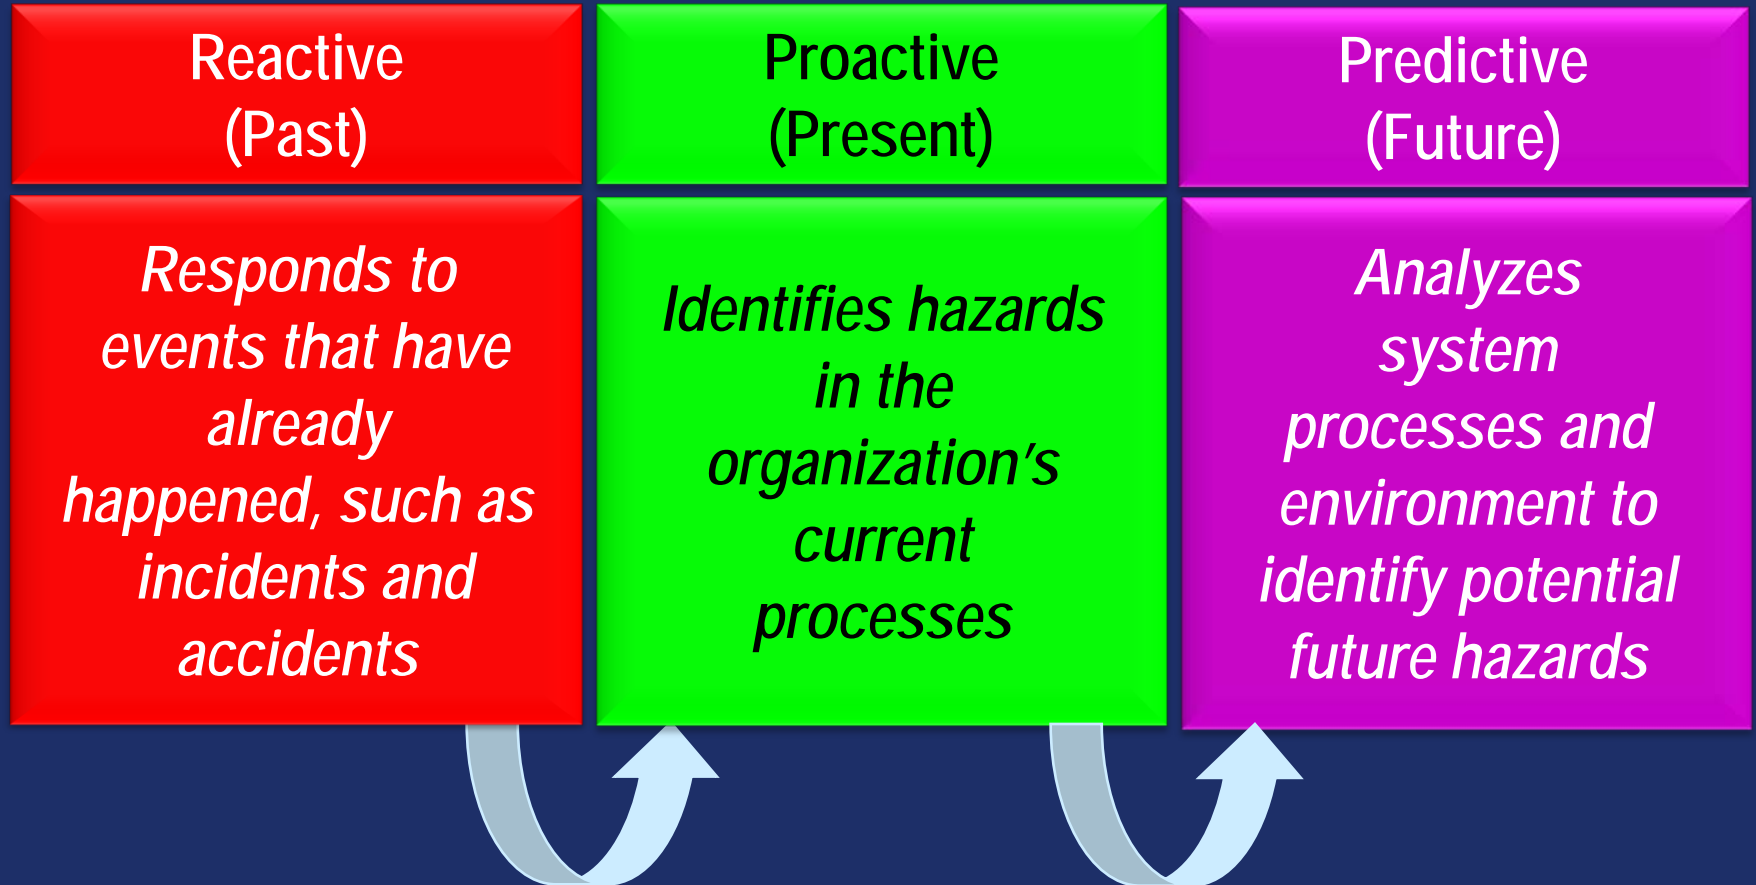 Reactive
(Past)
Responds to
events that have
already
happened, such as
incidents and
accidents
Proactive
(Present)
Identifies hazards
in the
organization’s
current
processes
Predictive
(Future)
Analyzes
system
processes and
environment to
identify potential
future hazards